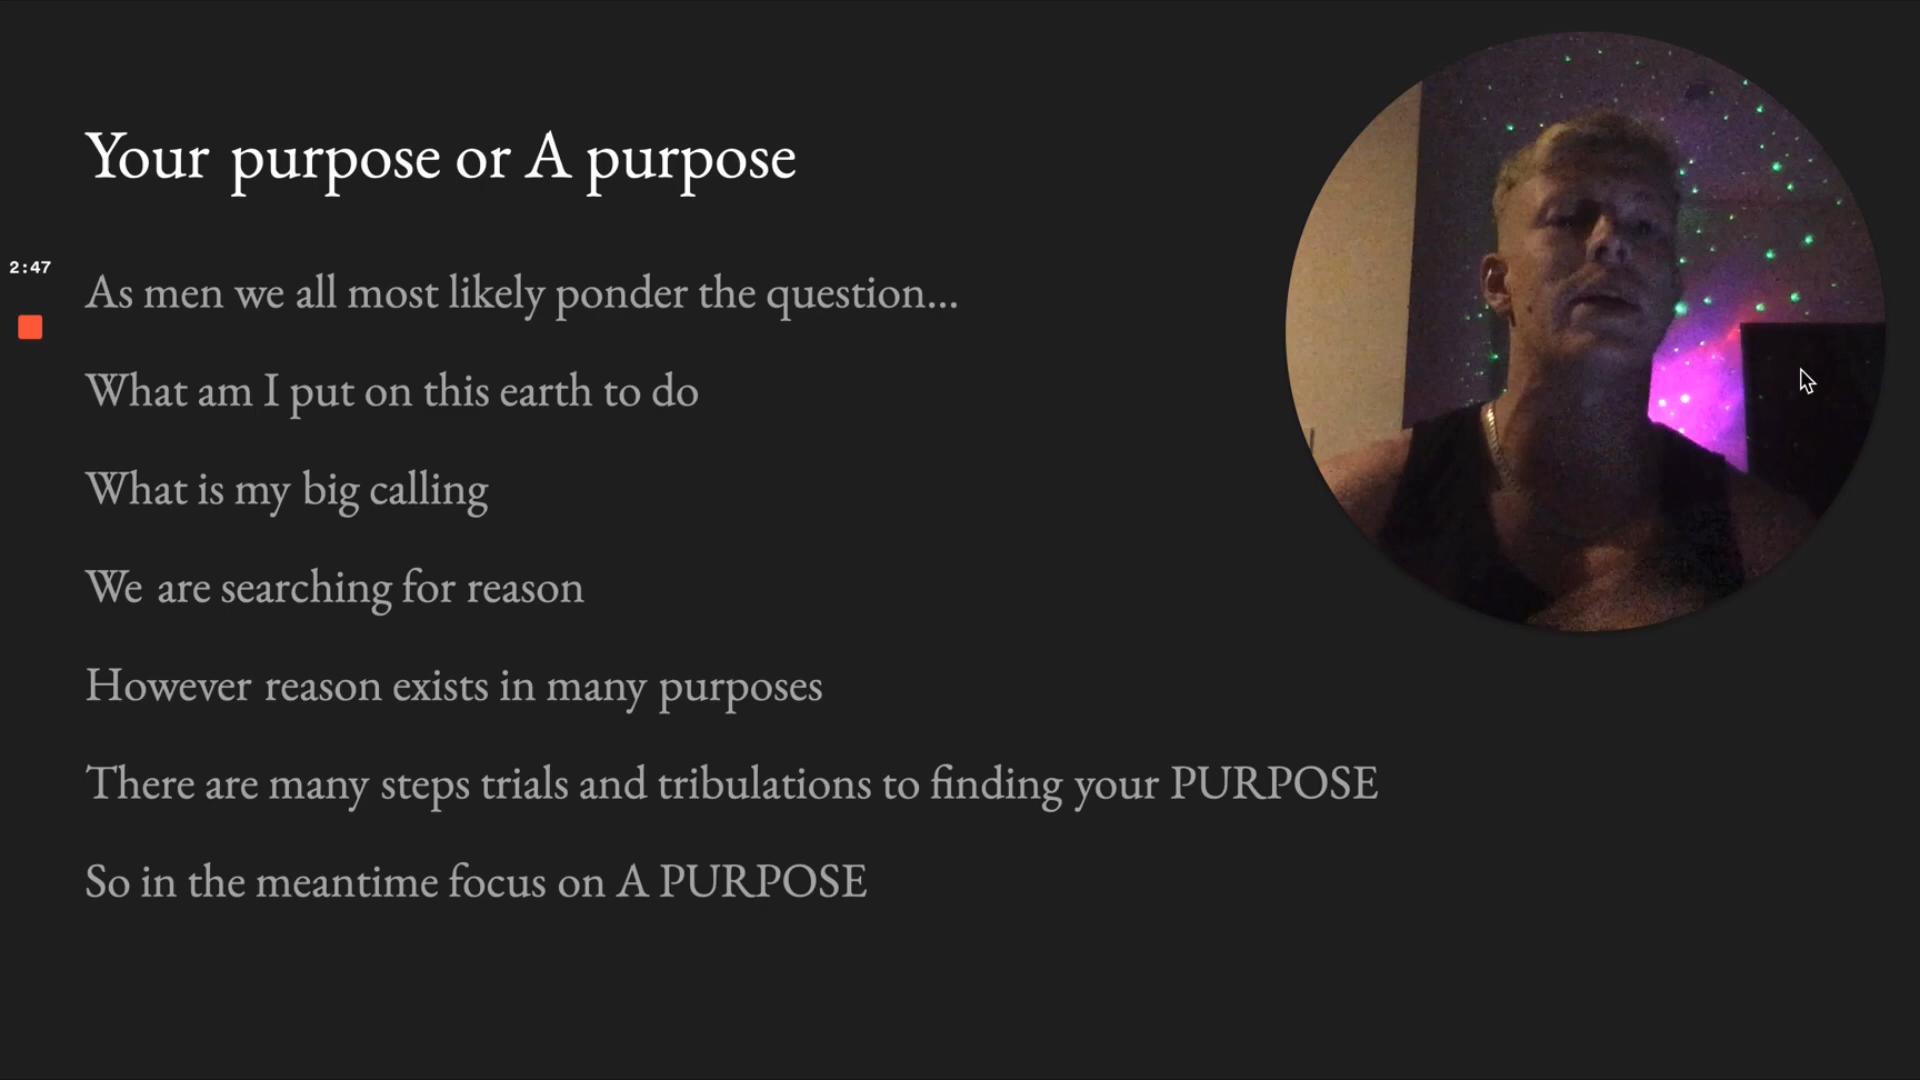 Your purpose or A purpose
2:47
As men we all most likely ponder the question...
What am I put on this earth to do
What is my big calling
We are searching for reason
However reason exists in many purposes
There are many steps trials and tribulations to finding your PURPOSE
So in the meantime focus on A PURPOSE